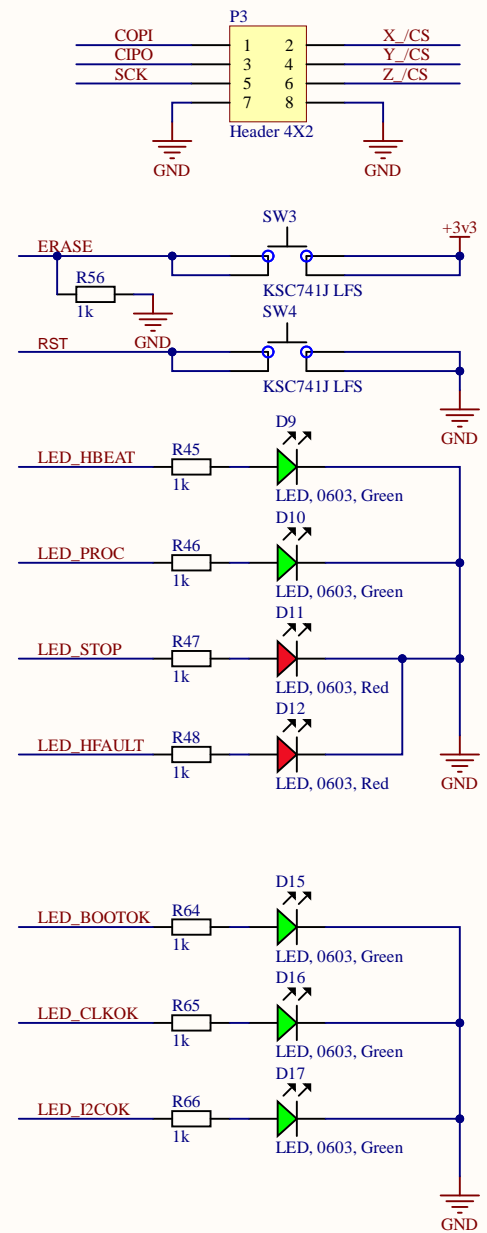 P3
COPI 1 2 X_/CS
CIPO 3 4 Y_/CS
SCK 5 6 Z_/CS
7 8
Header 4X2
GND GND
SW3
ERASE +3v3
R56
1k
KSC741J LFS
GND
SW4
RST
KSC741J LFS
GND
D9
LED_HBEAT R45
1k
LED, 0603, Green
D10
LED_PROC R46
1k
LED, 0603, Green
D11
LED_STOP R47
1k
LED, 0603, Red
D12
LED_HFAULT R48
1k
LED, 0603, Red
GND
D15
LED_BOOTOK R64
1k
LED, 0603, Green
D16
LED_CLKOK R65
1k
LED, 0603, Green
D17
LED_I2COK R66
1k
LED, 0603, Green
GND